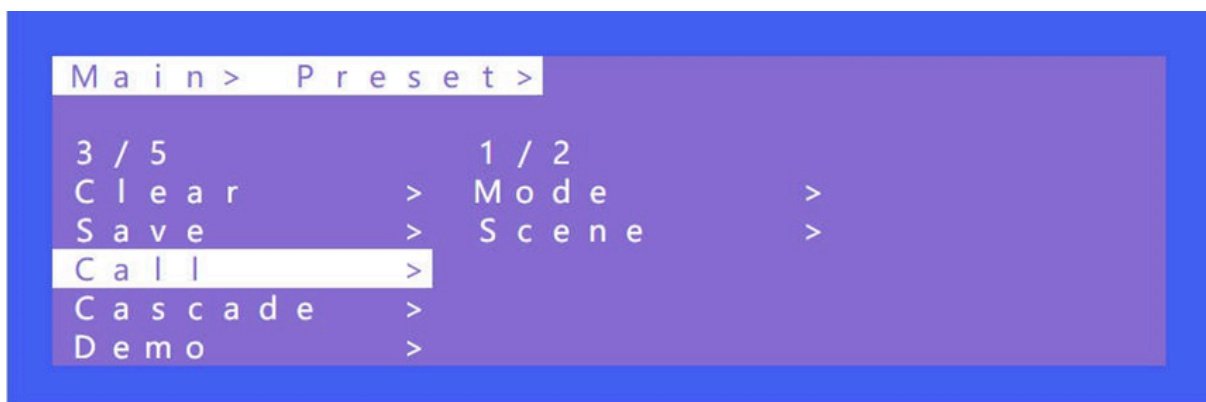 Main> Preset>
3/5 1/2
Clear > Mode >
Save > Scene >
Call >
Cascade >
Demo >